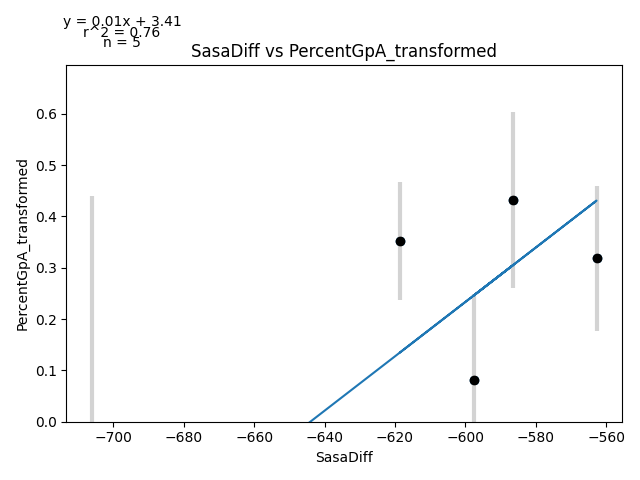 y = 0.01x + 3.41
r^2 = 0.76
n = 5
SasaDiff vs PercentGpA_transformed
PercentGpA_transformed
0.6
0.5
0.4
0.3
0.2
0.1
0.0
−700
−680
−660
−640
−620
−600
−580
−560
SasaDiff